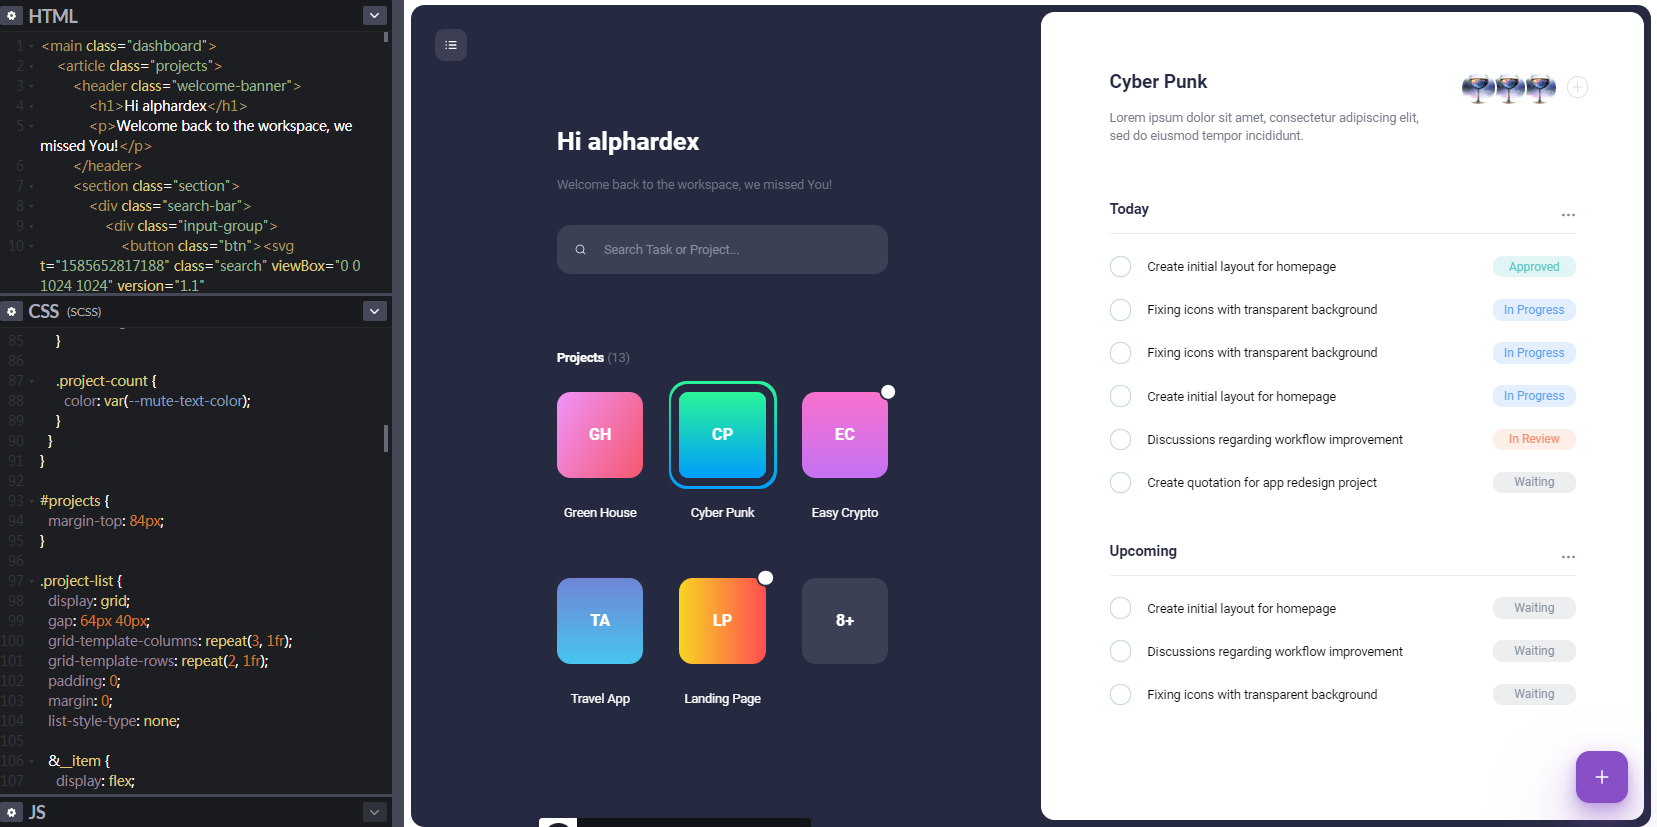 HTML
1 <main class="dashboard">
2 <article class="projects">
3 <header class="welcome-banner">
4 <h1>Hi alphardex</h1>
5 <p>Welcome back to the workspace, we
missed You!</p>
6 </header>
7 <section class="section">
8 <div class="search-bar">
9 <div class="input-group">
10 <button class="btn"><svg
t="1585652817188" class="search" viewBox="0 0
1024 1024" version="1.1"
CSS (SCSS)
85 }
86
87 .project-count {
88 color: var(--mute-text-color);
89 }
90 }
91 }
92
93 #projects {
94 margin-top: 84px;
95 }
96
97 .project-list {
98 display: grid;
99 gap: 64px 40px;
100 grid-template-columns: repeat(3, 1fr);
101 grid-template-rows: repeat(2, 1fr);
102 padding: 0;
103 margin: 0;
104 list-style-type: none;
105
106 &__item {
107 display: flex;
JS
Hi alphardex
Welcome back to the workspace, we missed You!
Search Task or Project...
Projects (13)
GH CP EC
Green House Cyber Punk Easy Crypto
TA LP 8+
Travel App Landing Page
Cyber Punk
Lorem ipsum dolor sit amet, consectetur adipiscing elit,
sed do eiusmod tempor incididunt.
Today
Create initial layout for homepage Approved
Fixing icons with transparent background In Progress
Fixing icons with transparent background In Progress
Create initial layout for homepage In Progress
Discussions regarding workflow improvement In Review
Create quotation for app redesign project Waiting
Upcoming
Create initial layout for homepage Waiting
Discussions regarding workflow improvement Waiting
Fixing icons with transparent background Waiting